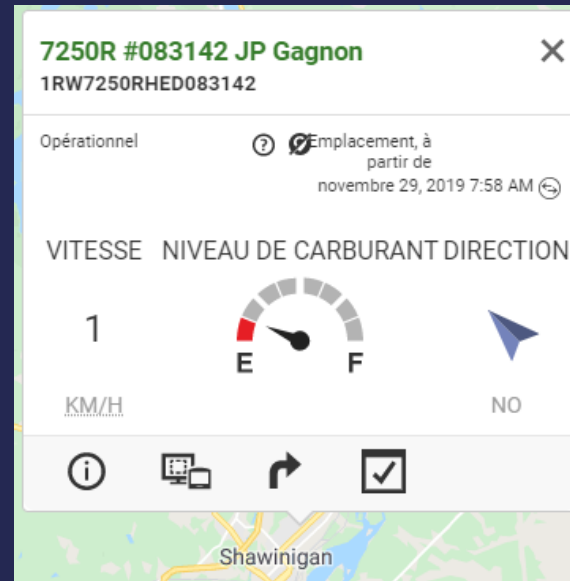 7250R #083142 JP Gagnon
1RW7250RHED083142
Opérationnel
Emplacement, à
partir de
novembre 29, 2019 7:58 AM
VITESSE NIVEAU DE CARBURANT DIRECTION
1
E F
KM/H NO
Shawinigan